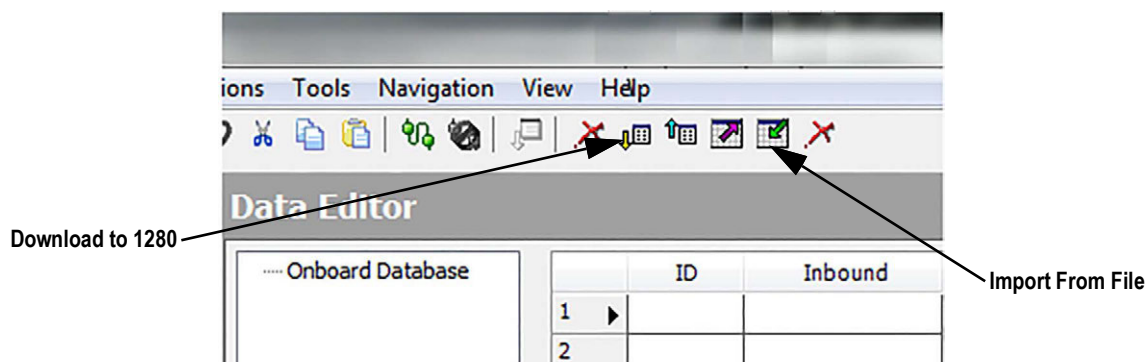 ions Tools Navigation View Help
Data Editor
Download to 1280
Onboard Database
ID Inbound
Import From File
1
2